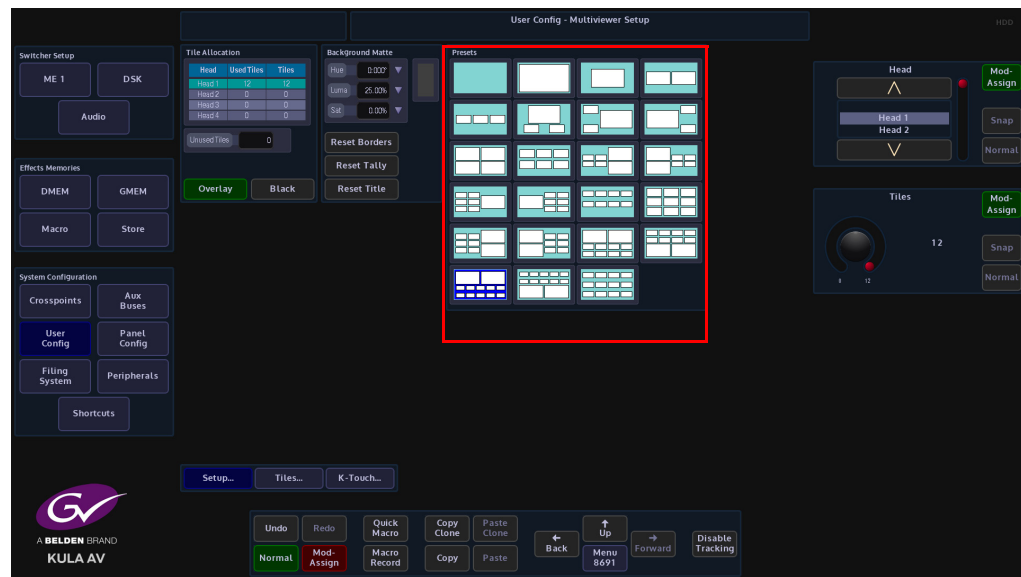 User Config - Multiviewer Setup
HDD
Switcher Setup
ME 1
DSK
Audio
Effects Memories
DMEM
GMEM
Macro
Store
System Configuration
Crosspoints
Aux
Buses
User
Config
Panel
Config
Filing
System
Peripherals
Shortcuts
Tile Allocation
Head Used Tiles Tiles
Head 1 12 12
Head 2 0 0
Head 3 0 0
Head 4 0 0
Unused Tiles 0
Overlay
Black
Background Matte
Hue 0.000°
Luma 25.00%
Sat 0.00%
Reset Borders
Reset Tally
Reset Title
Presets
Head
Head 1
Head 2
Mod-
Assign
Snap
Normal
Tiles
12
0 12
Mod-
Assign
Snap
Normal
Setup...
Tiles...
K-Touch...
GV
A BELDEN BRAND
KULA AV
Undo
Redo
Quick
Macro
Copy
Clone
Paste
Clone
Normal
Mod-
Assign
Macro
Record
Copy
Paste
Back
Up
Menu
8691
Forward
Disable
Tracking